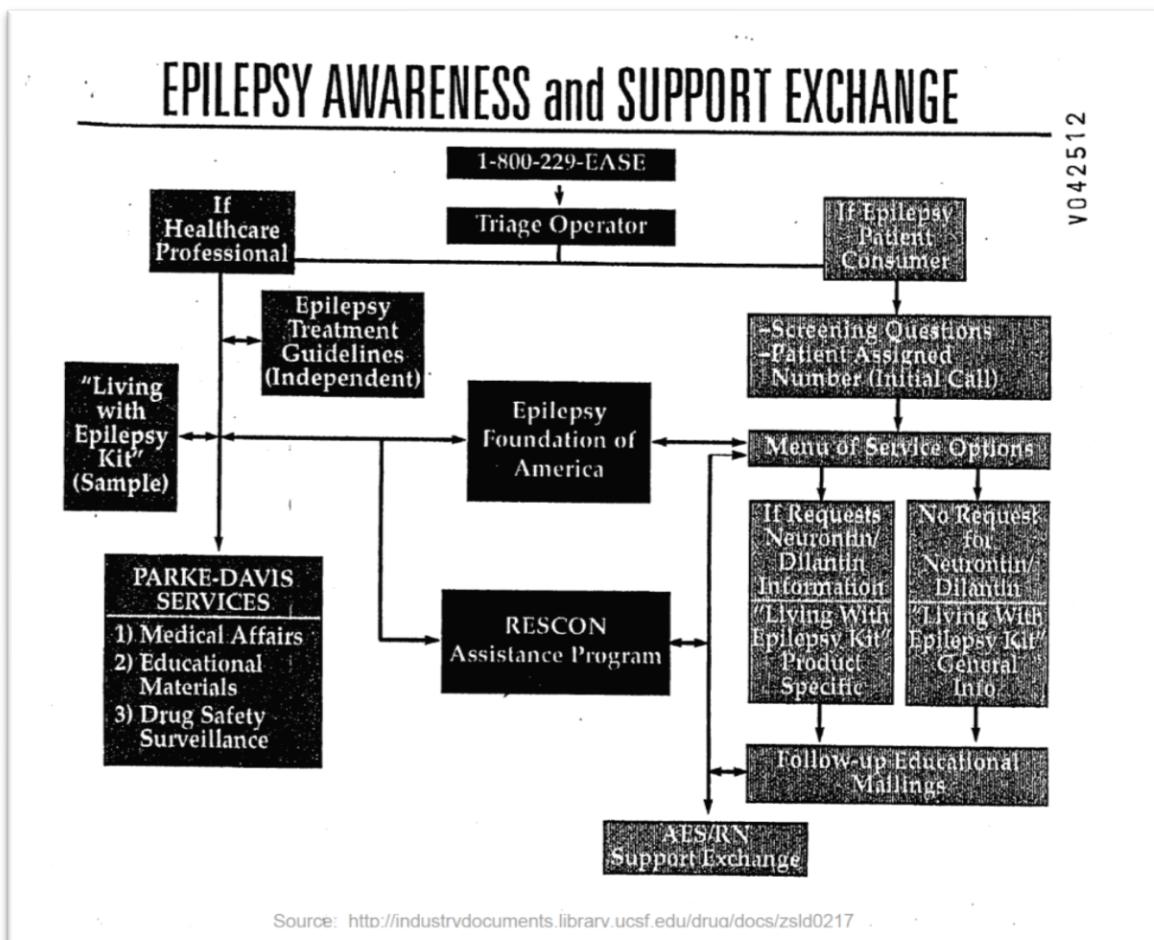 EPILEPSY AWARENESS and SUPPORT EXCHANGE
V042512
1-800-229-EASE
Triage Operator
If
Healthcare
Professional
If Epilepsy
Patient
Consumer
Epilepsy
Treatment
Guidelines
(Independent)
-Screening Questions
-Patient Assigned
Number (Initial Call)
"Living
with
Epilepsy
Kit"
(Sample)
Epilepsy
Foundation of
America
Menu of Service Options
If Requests
Neurontin/
Dilantin
Information
"Living With
Epilepsy Kit"
Product
Specific
No Request
for
Neurontin/
Dilantin
"Living With
Epilepsy Kit"
General
Info
PARKE-DAVIS
SERVICES
1) Medical Affairs
2) Educational
Materials
3) Drug Safety
Surveillance
RESCON
Assistance Program
Follow-up Educational
Mailings
AES/RN
Support Exchange
Source: http://industrydocuments.library.ucsf.edu/drug/docs/zsld0217